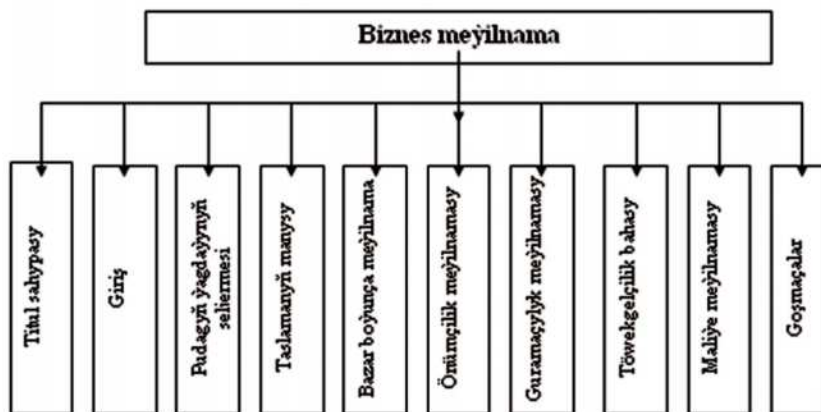 Biznes meýilnama
Titul sahypasy
Giriş
Pudagyň ýagdaýynyň
seljermesi
Taslamanyň manysy
Bazar boýunça meýilnama
Önümçilik meýilnamasy
Guramaçylyk meýilnamasy
Töwekgelçilik bahasy
Maliýe meýilnamasy
Goşmaçalar